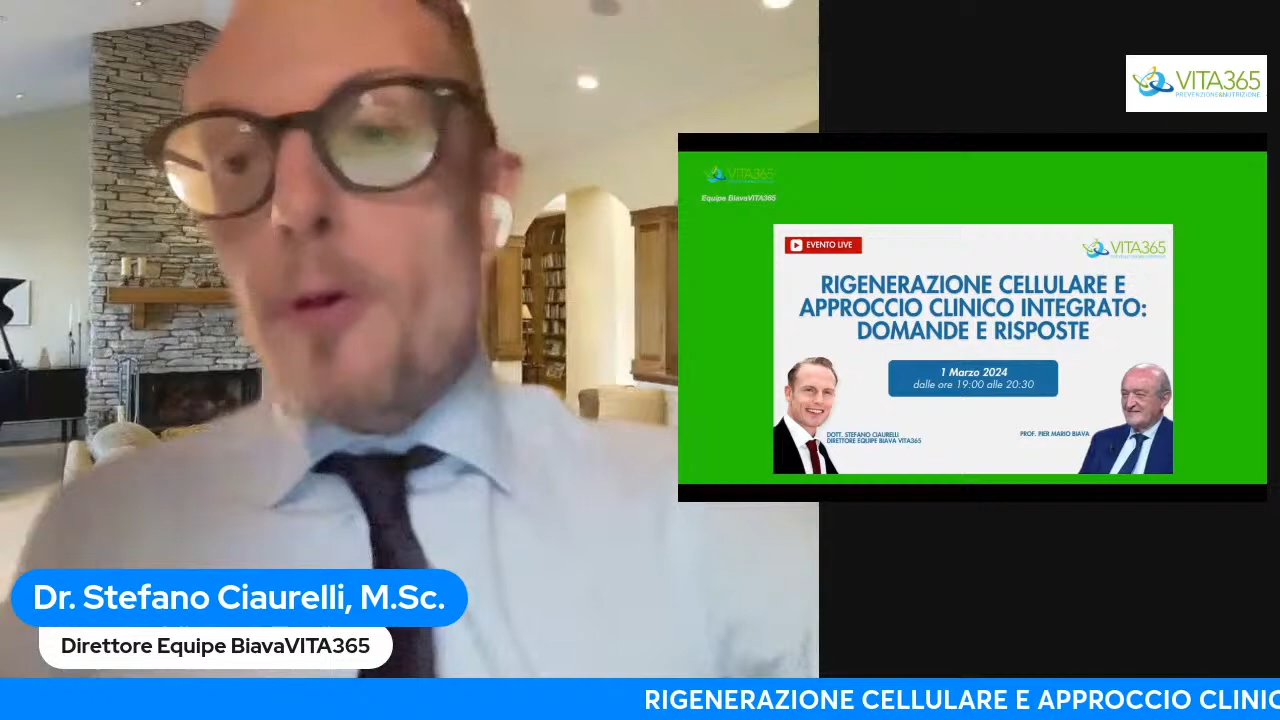 VITA365
PREVENZIONE&NUTRIZIONE
VITA365
Equipe BiavaVITA365
EVENTO LIVE
VITA365
RIGENERAZIONE CELLULARE E
APPROCCIO CLINICO INTEGRATO:
DOMANDE E RISPOSTE
1 Marzo 2024
dalle ore 19:00 alle 20:30
DOTT. STEFANO CIAURELLI
DIRETTORE EQUIPE BIAVA VITA365
PROF. PIER MARIO BIAVA
Dr. Stefano Ciaurelli, M.Sc.
Direttore Equipe BiavaVITA365
RIGENERAZIONE CELLULARE E APPROCCIO CLINIC